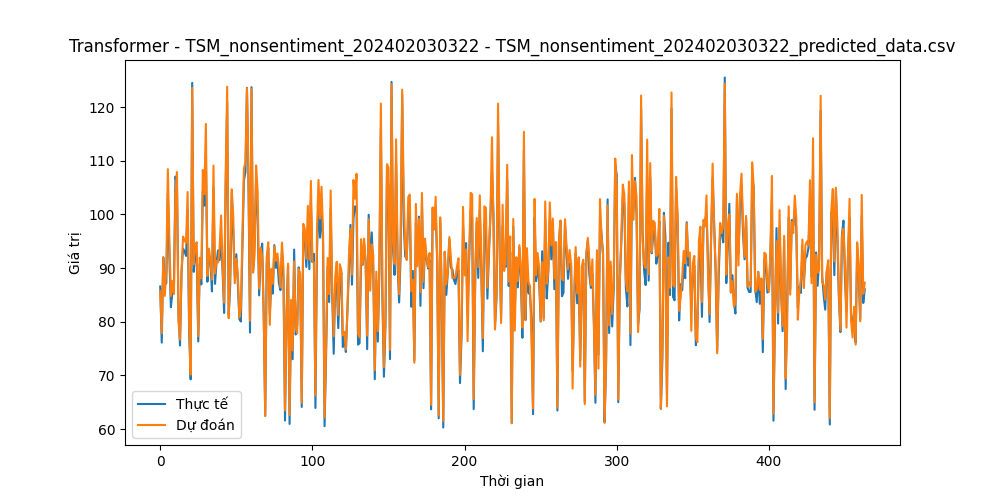 Transformer - TSM_nonsentiment_202402030322 - TSM_nonsentiment_202402030322_predicted_data.csv
Giá trị
120
110
100
90
80
70
60
Thực tế
Dự đoán
0 100 200 300 400
Thời gian